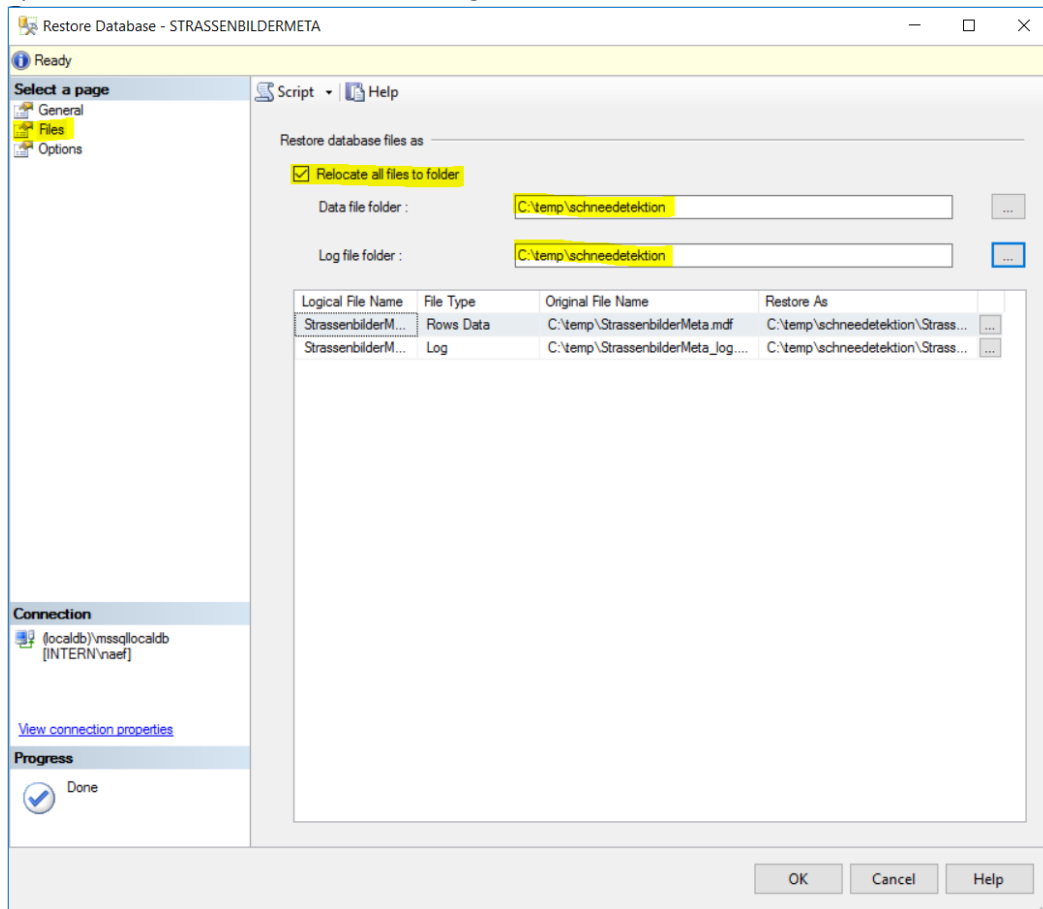 Restore Database - STRASSENBILDERMETA
Ready
Select a page
General
Files
Options
Script
Help
Restore database files as
Relocate all files to folder
Data file folder :
C:\temp\schneedetektion
...
Log file folder :
C:\temp\schneedetektion
...
Logical File Name File Type Original File Name Restore As
StrassenbilderM... Rows Data C:\temp\StrassenbilderMeta.mdf C:\temp\schneedetektion\Strass... ...
StrassenbilderM... Log C:\temp\StrassenbilderMeta_log.... C:\temp\schneedetektion\Strass... ...
Connection
(localdb)\mssqllocaldb
[INTERN\naef]
View connection properties
Progress
Done
OK Cancel Help